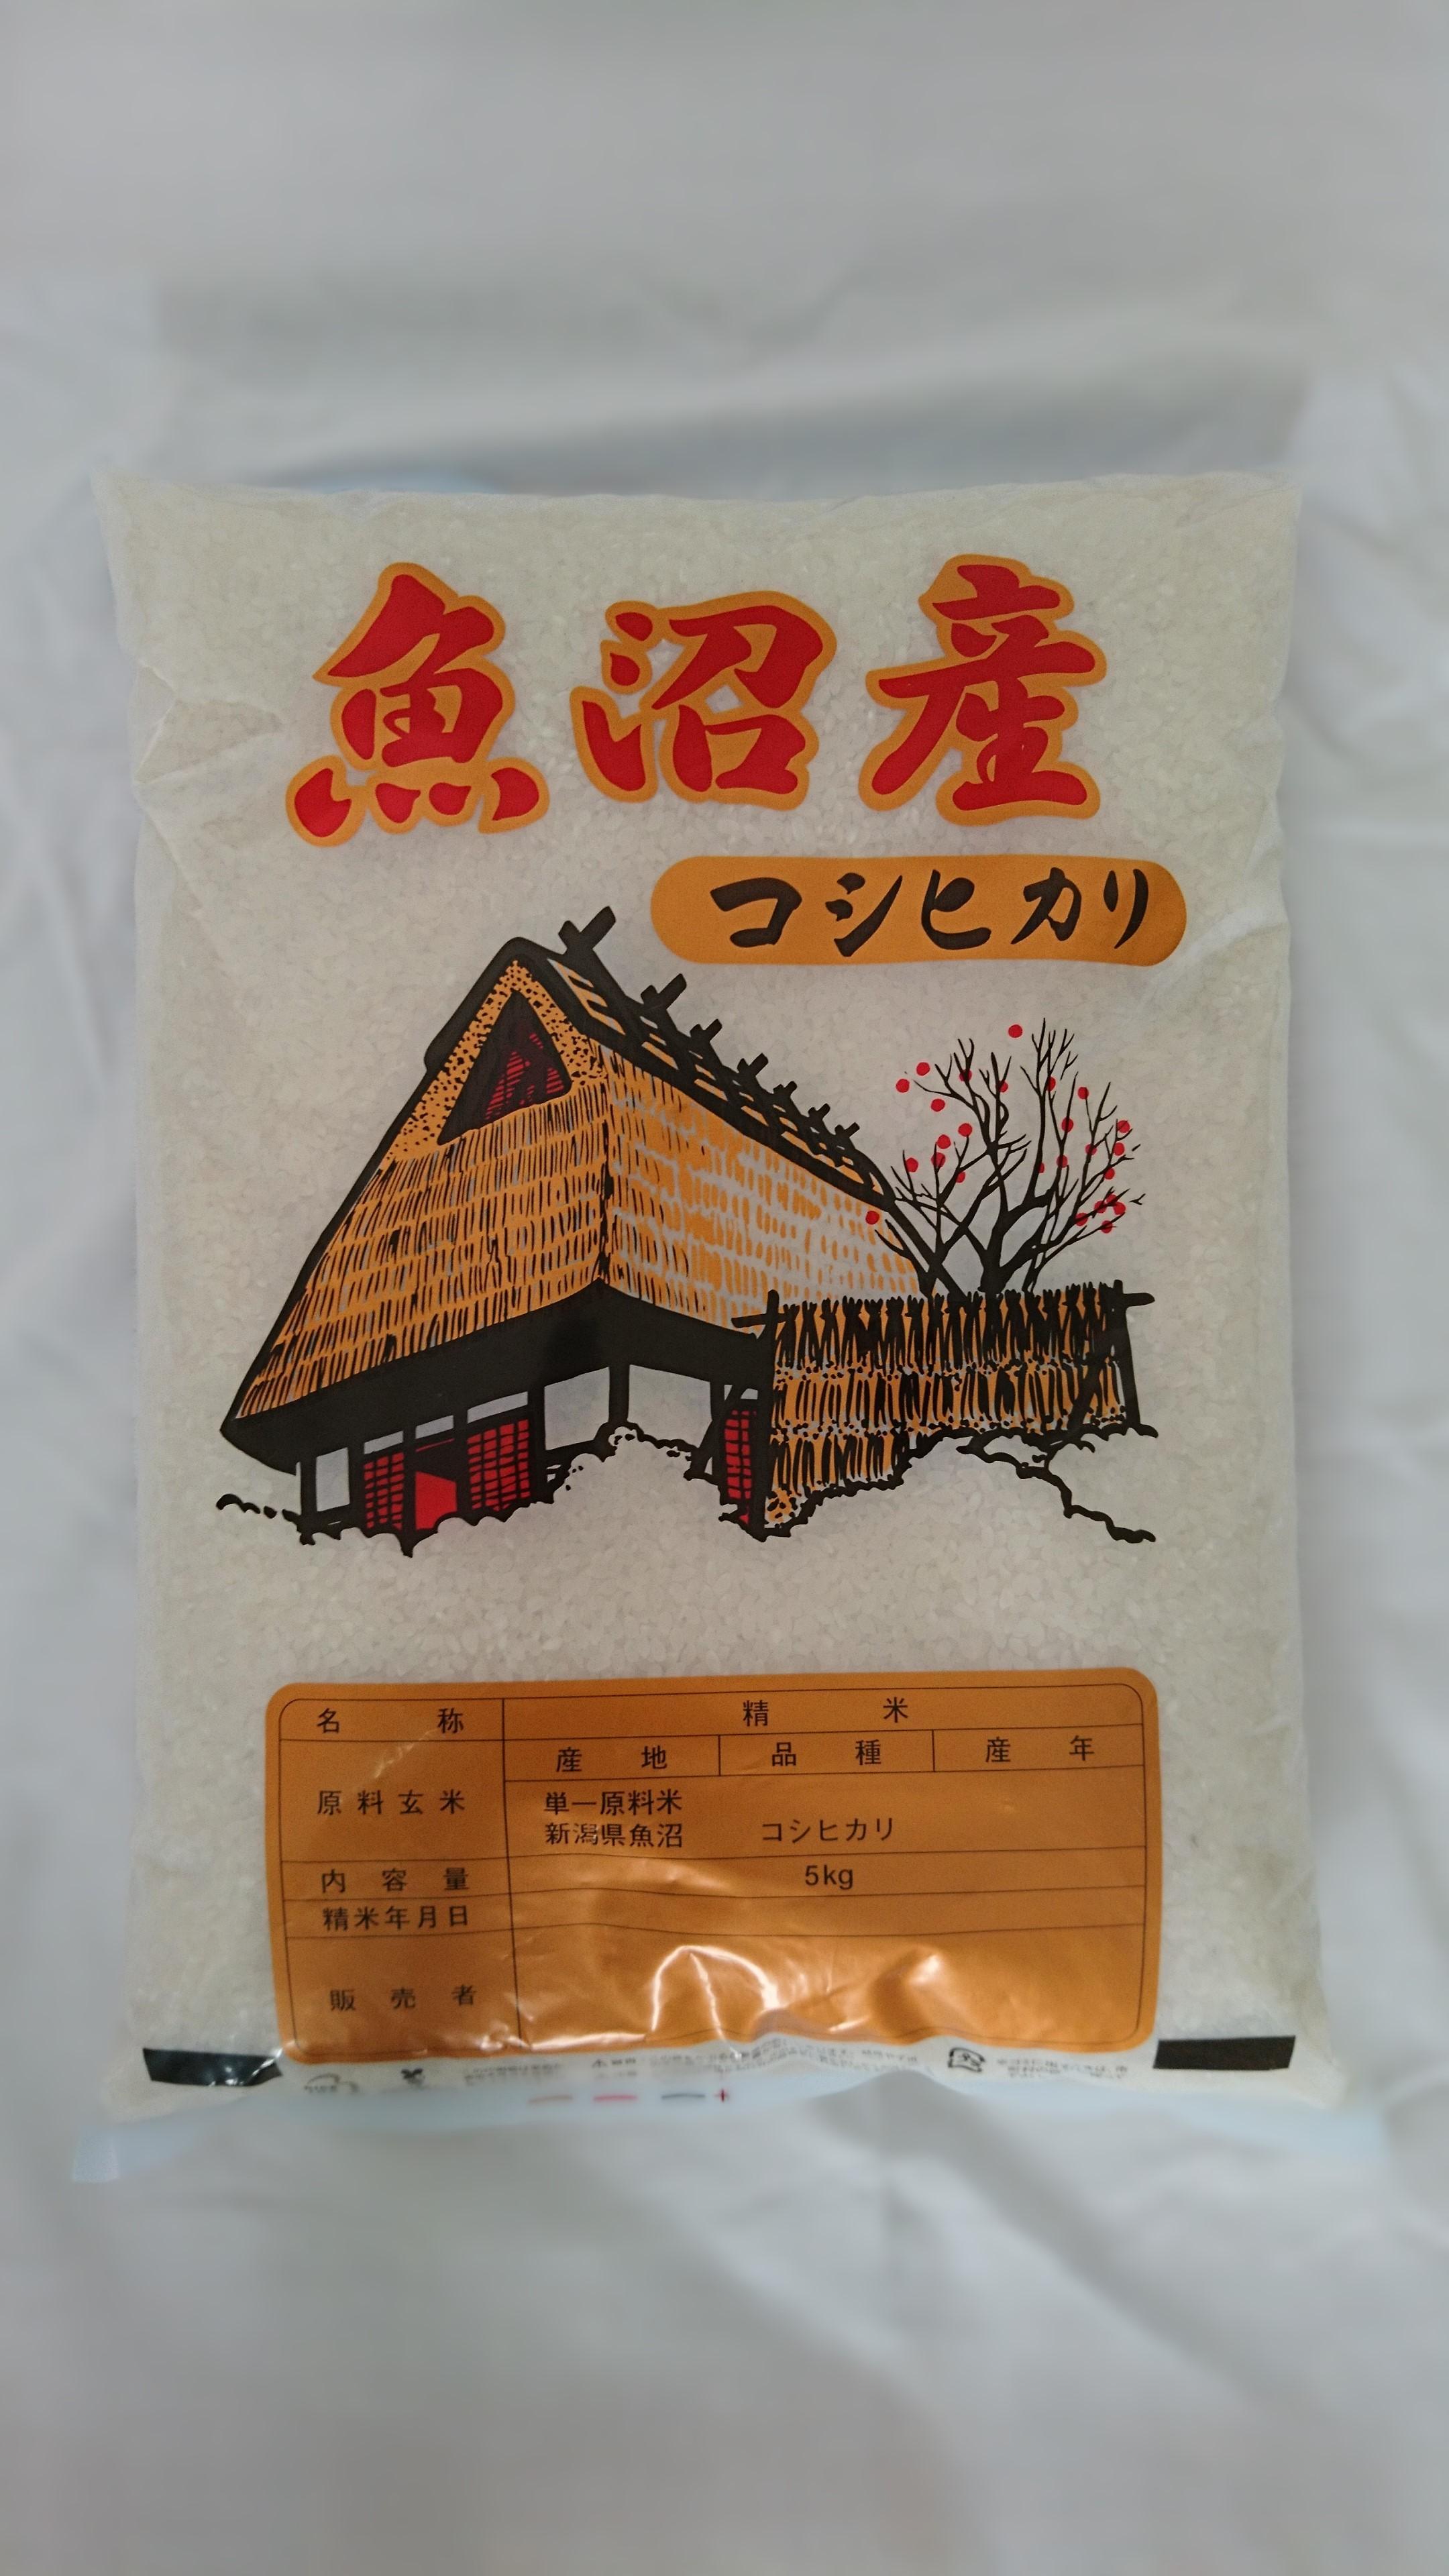 魚沼産
コシヒカリ
名称 精米
原料玄米 産地 品種 産年
単一原料米
新潟県魚沼 コシヒカリ
内容量 5kg
精米年月日
販売者